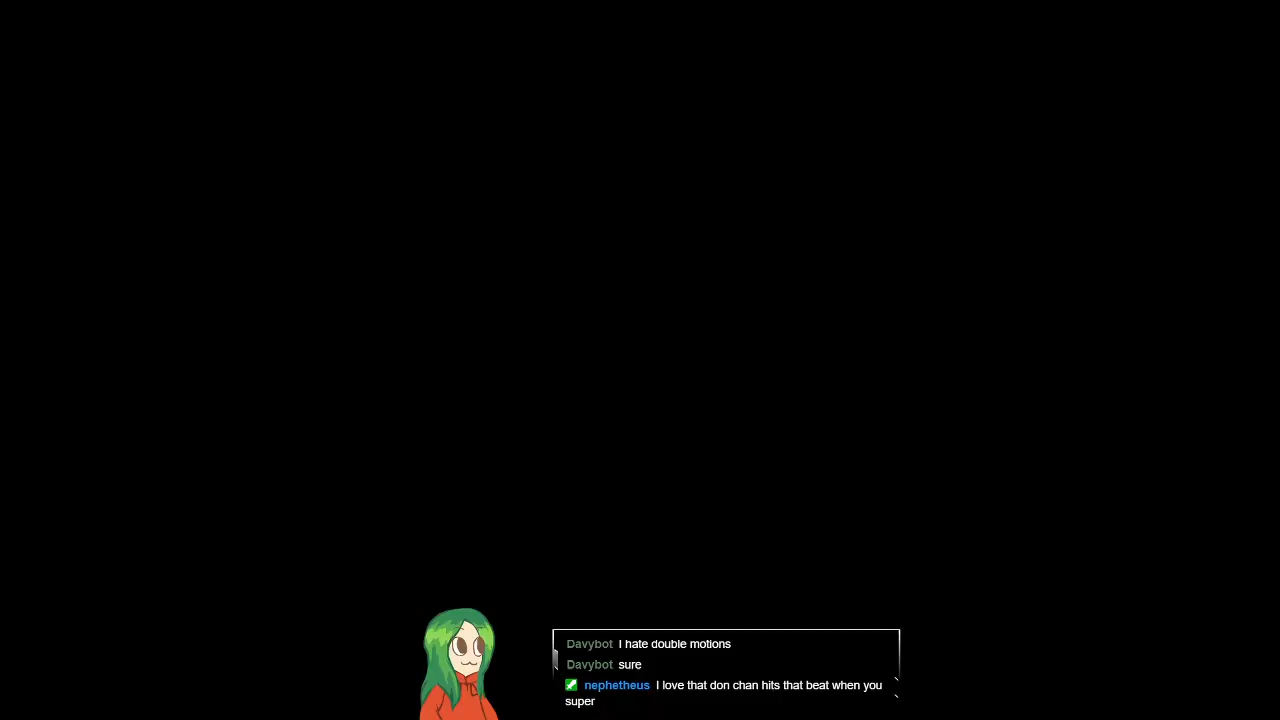 Davybot I hate double motions
Davybot sure
nephetheus I love that don chan hits that beat when you
super